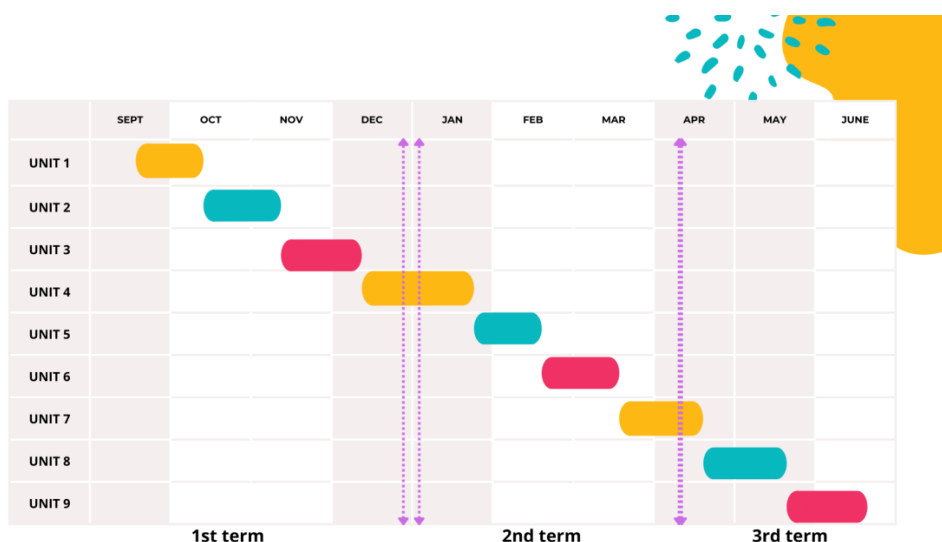 SEPT OCT NOV DEC JAN FEB MAR APR MAY JUNE
UNIT 1
UNIT 2
UNIT 3
UNIT 4
UNIT 5
UNIT 6
UNIT 7
UNIT 8
UNIT 9
1st term 2nd term 3rd term